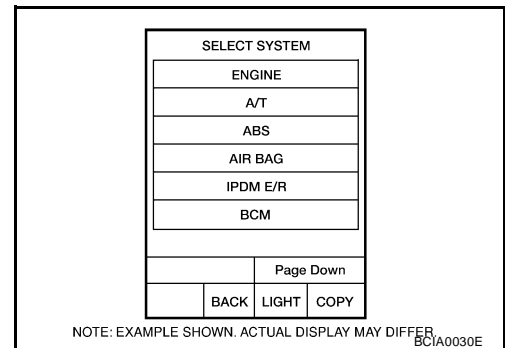 SELECT SYSTEM
ENGINE
A/T
ABS
AIR BAG
IPDM E/R
BCM
Page Down
BACK LIGHT COPY
NOTE: EXAMPLE SHOWN. ACTUAL DISPLAY MAY DIFFER.
BCIA0030E